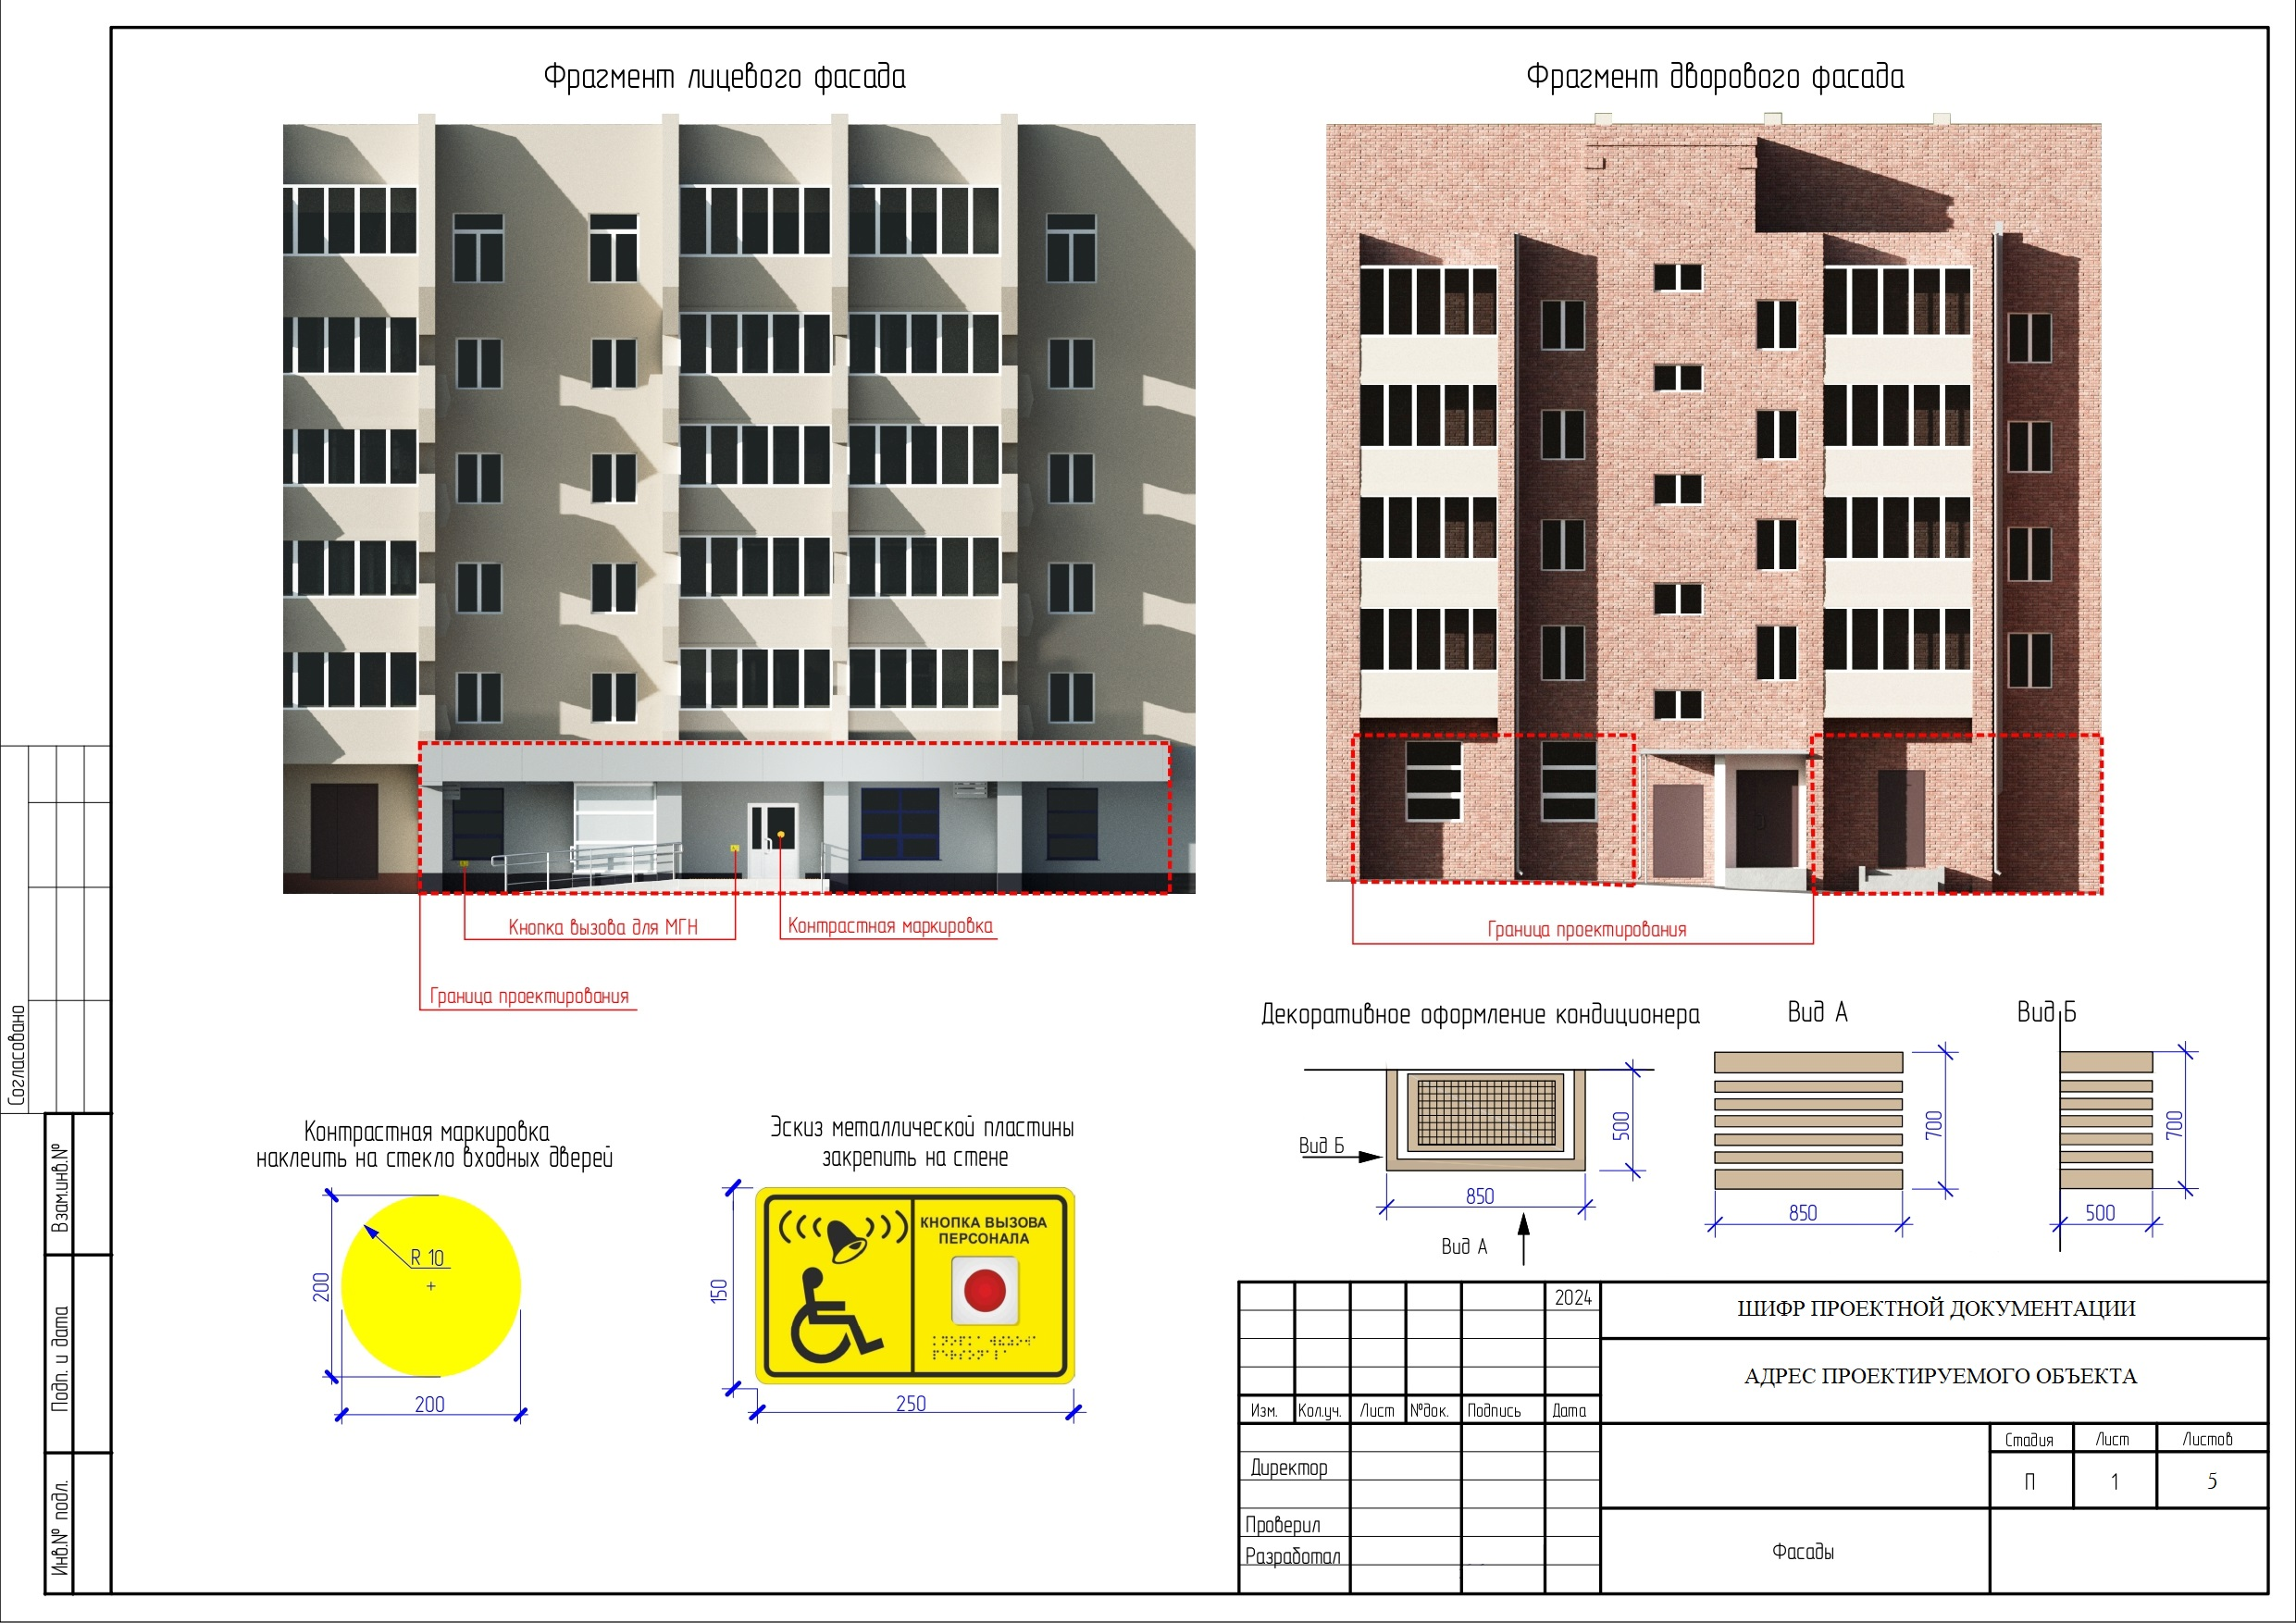 Фрагмент лицевого фасада
Фрагмент дворового фасада
Кнопка вызова для МГН
Контрастная маркировка
Граница проектирования
Граница проектирования
Декоративное оформление кондиционера
Вид А
Вид Б
Вид Б
500
850
Вид А
700
850
700
500
Контрастная маркировка
наклеить на стекло входных дверей
R 10
200
200
Эскиз металлической пластины
закрепить на стене
КНОПКА ВЫЗОВА
ПЕРСОНАЛА
150
250
Согласовано
Взам.инв.№
Подп. и дата
Инв.№ подл.
2024
ШИФР ПРОЕКТНОЙ ДОКУМЕНТАЦИИ
АДРЕС ПРОЕКТИРУЕМОГО ОБЪЕКТА
Изм. Кол.уч. Лист №док. Подпись Дата
Стадия Лист Листов
Директор
П 1 5
Проверил
Разработал
Фасады